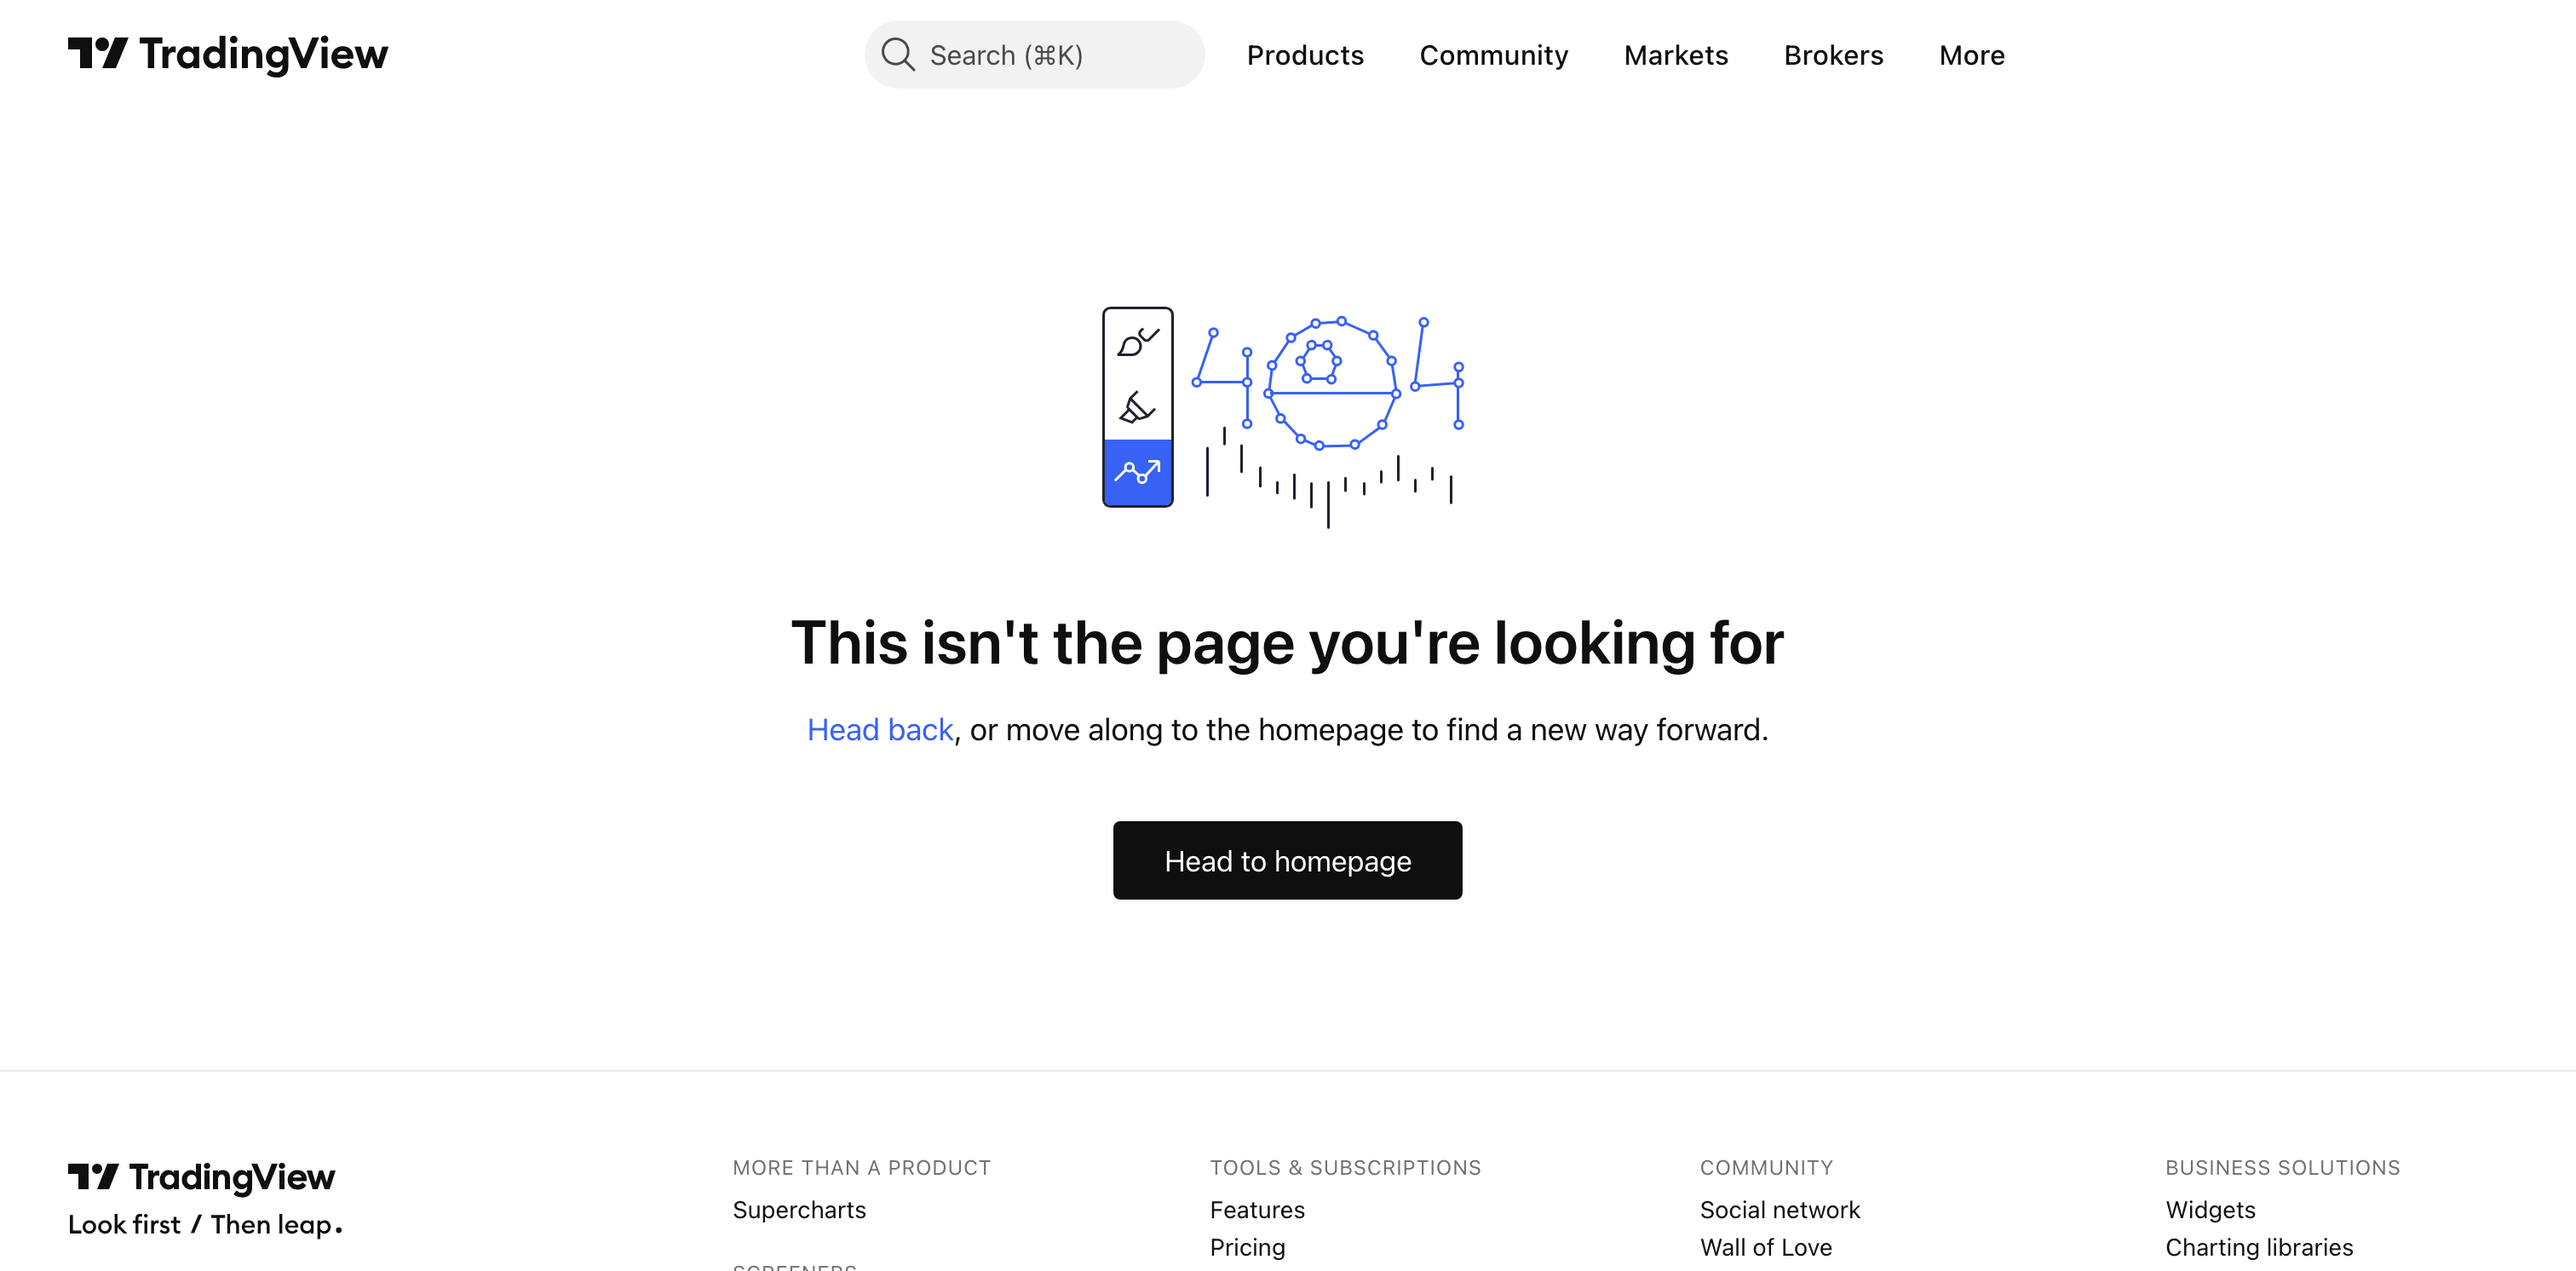 TradingView
Search (⌘K)
Products
Community
Markets
Brokers
More
404
This isn't the page you're looking for
Head back, or move along to the homepage to find a new way forward.
Head to homepage
TradingView
Look first / Then leap.
MORE THAN A PRODUCT
Supercharts
SCREENERS
TOOLS & SUBSCRIPTIONS
Features
Pricing
COMMUNITY
Social network
Wall of Love
BUSINESS SOLUTIONS
Widgets
Charting libraries